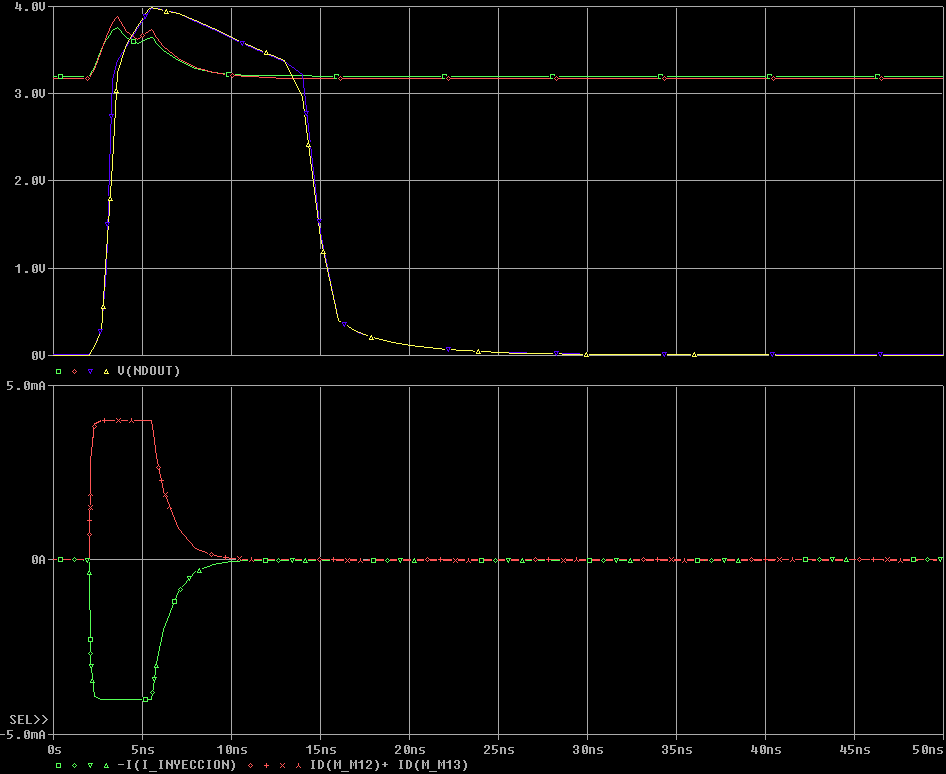 4.0V
3.0V
2.0V
1.0V
0V
V(NDOUT)
5.0mA
0A
SEL>>
-5.0mA
0s 5ns 10ns 15ns 20ns 25ns 30ns 35ns 40ns 45ns 50ns
-I(I_INYECCION) ID(M_M12)+ ID(M_M13)